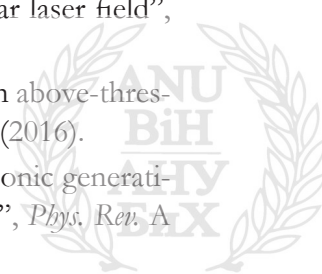 ar laser field”,
n above-thres-
(2016).
onic generati-
”, Phys. Rev. A
ANU
BiH
АНУ
БиХ